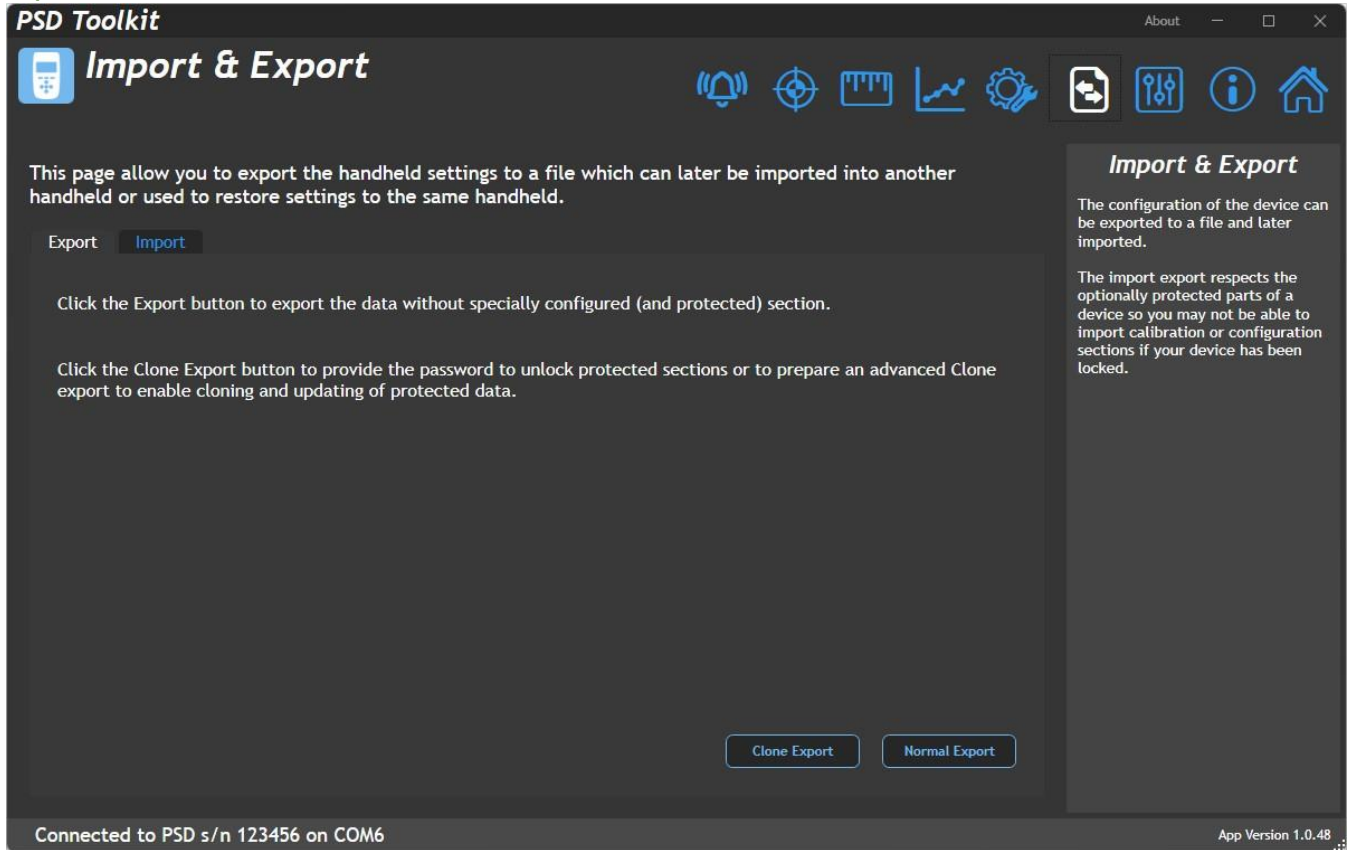 PSD Toolkit
About
Import & Export
This page allow you to export the handheld settings to a file which can later be imported into another
handheld or used to restore settings to the same handheld.
Export Import
Click the Export button to export the data without specially configured (and protected) section.
Click the Clone Export button to provide the password to unlock protected sections or to prepare an advanced Clone
export to enable cloning and updating of protected data.
Clone Export Normal Export
Import & Export
The configuration of the device can
be exported to a file and later
imported.
The import export respects the
optionally protected parts of a
device so you may not be able to
import calibration or configuration
sections if your device has been
locked.
Connected to PSD s/n 123456 on COM6
App Version 1.0.48